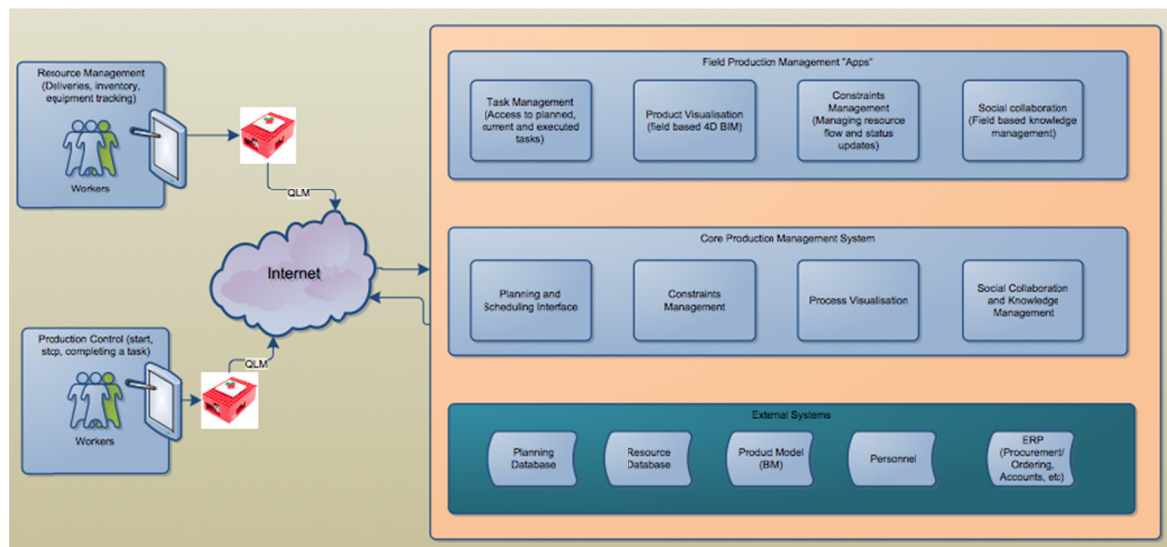 Resource Management
(Deliveries, inventory,
equipment tracking)
Workers
QLM
Internet
Production Control (start,
stcp, completing a task)
Workers
QLM
Field Production Management "Apps"
Task Management
(Access to planned,
current and executed
tasks)
Product Visualisation
(field based 4D BIM)
Constraints
Management
(Managing resource
flow and status
updates)
Social collaboration
(Field based knowledge
management)
Core Production Management System
Planning and
Scheduling Interface
Constraints
Management
Process Visualisation
Social Collaboration
and Knowledge
Management
External Systems
Planning
Database
Resource
Database
Product Model
(BIM)
Personnel
ERP
(Procurement/
Ordering,
Accounts, etc)